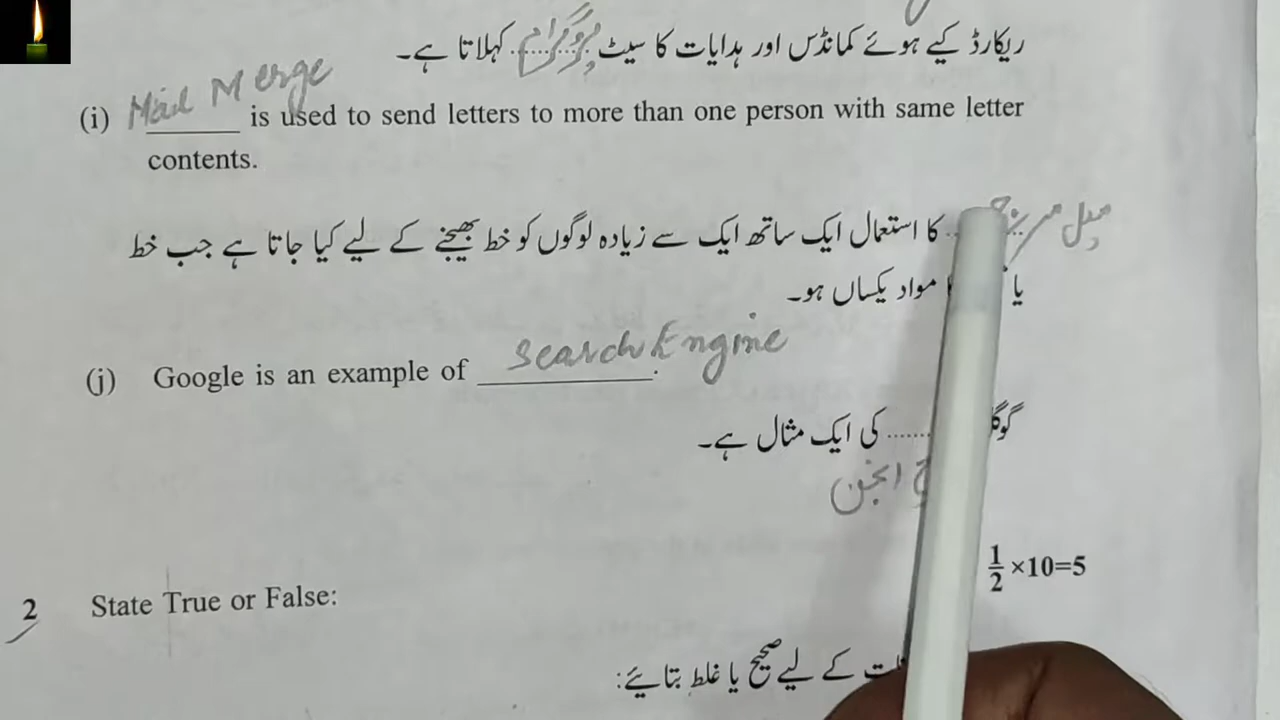 ریکارڈ کیے ہوئے کمانڈس اور ہدایات کا سیٹ پروگرام کہلاتا ہے۔
(i) Mail Merge is used to send letters to more than one person with same letter
contents.
میل مرج کا استعمال ایک ساتھ ایک سے زیادہ لوگوں کو خط بھیجنے کے لیے کیا جاتا ہے جب خط
یا مواد یکساں ہو۔
(j) Google is an example of Search Engine.
کی ایک مثال ہے۔
انجن
½ ×10=5
2 State True or False:
کے لیے صحیح یا غلط بتایئے: